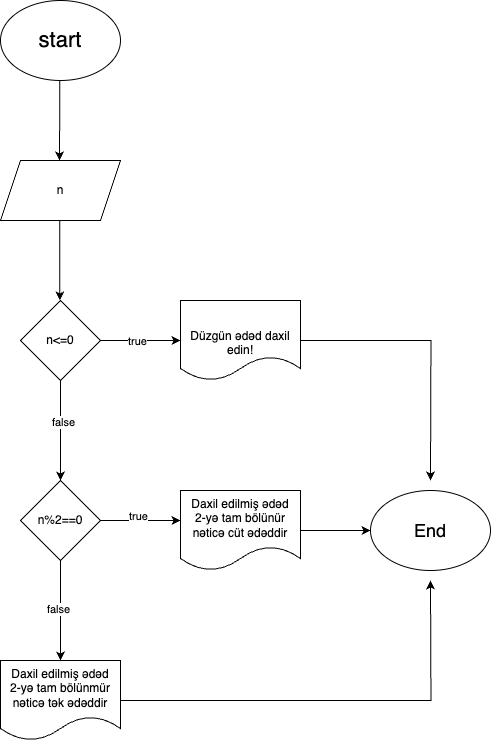 start
n
n<=0
true
Düzgün ədəd daxil
edin!
false
n%2==0
true
Daxil edilmiş ədəd
2-yə tam bölünür
nəticə cüt ədəddir
End
false
Daxil edilmiş ədəd
2-yə tam bölünmür
nəticə tək ədəddir